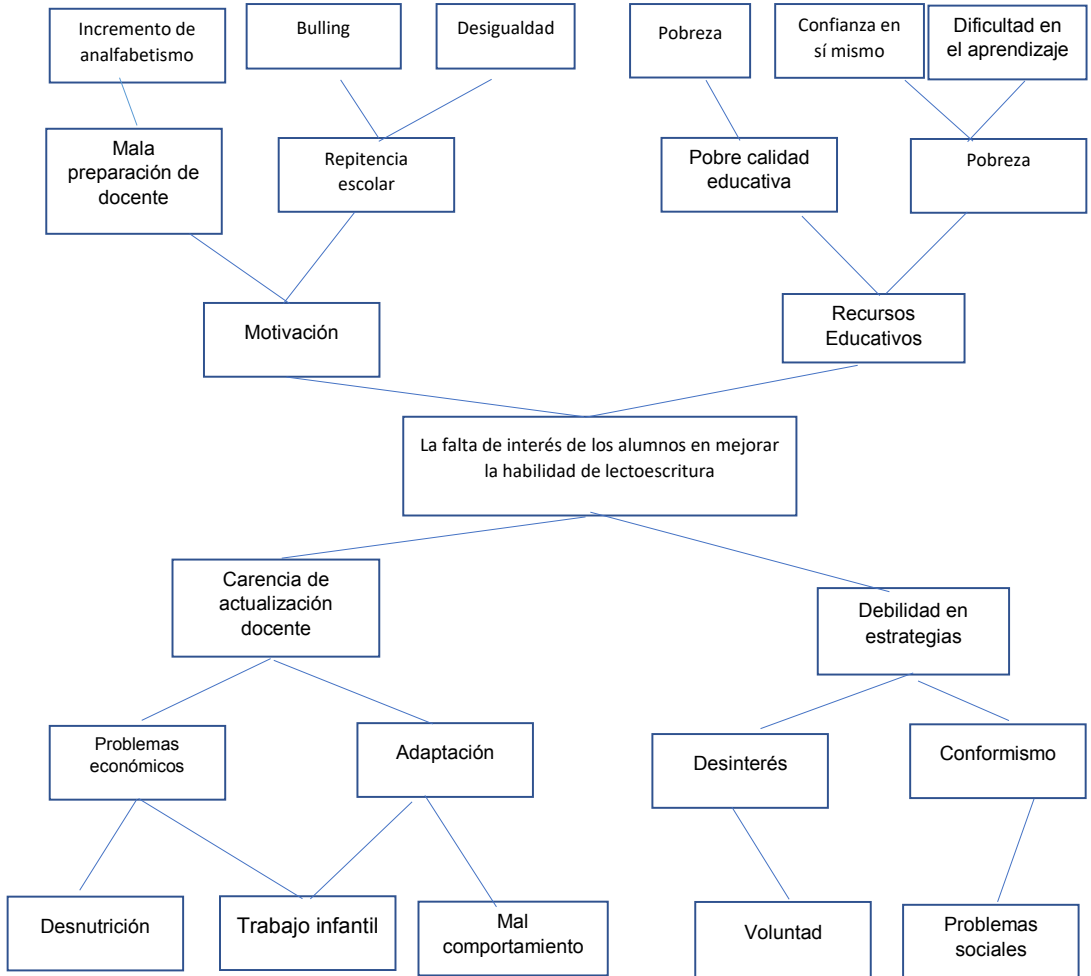 Incremento de
analfabetismo
Bulling
Desigualdad
Pobreza
Confianza en
sí mismo
Dificultad en
el aprendizaje
Mala
preparación de
docente
Repitencia
escolar
Pobre calidad
educativa
Pobreza
Motivación
Recursos
Educativos
La falta de interés de los alumnos en mejorar
la habilidad de lectoescritura
Carencia de
actualización
docente
Debilidad en
estrategias
Problemas
económicos
Adaptación
Desinterés
Conformismo
Desnutrición
Trabajo infantil
Mal
comportamiento
Voluntad
Problemas
sociales